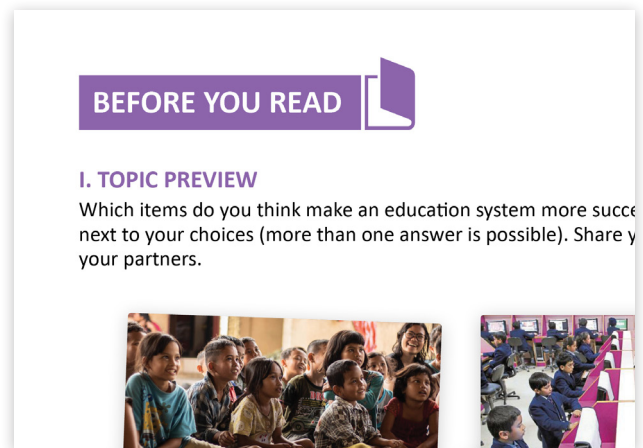 BEFORE YOU READ
I. TOPIC PREVIEW
Which items do you think make an education system more
next to your choices (more than one answer is possible). Share
your partners.